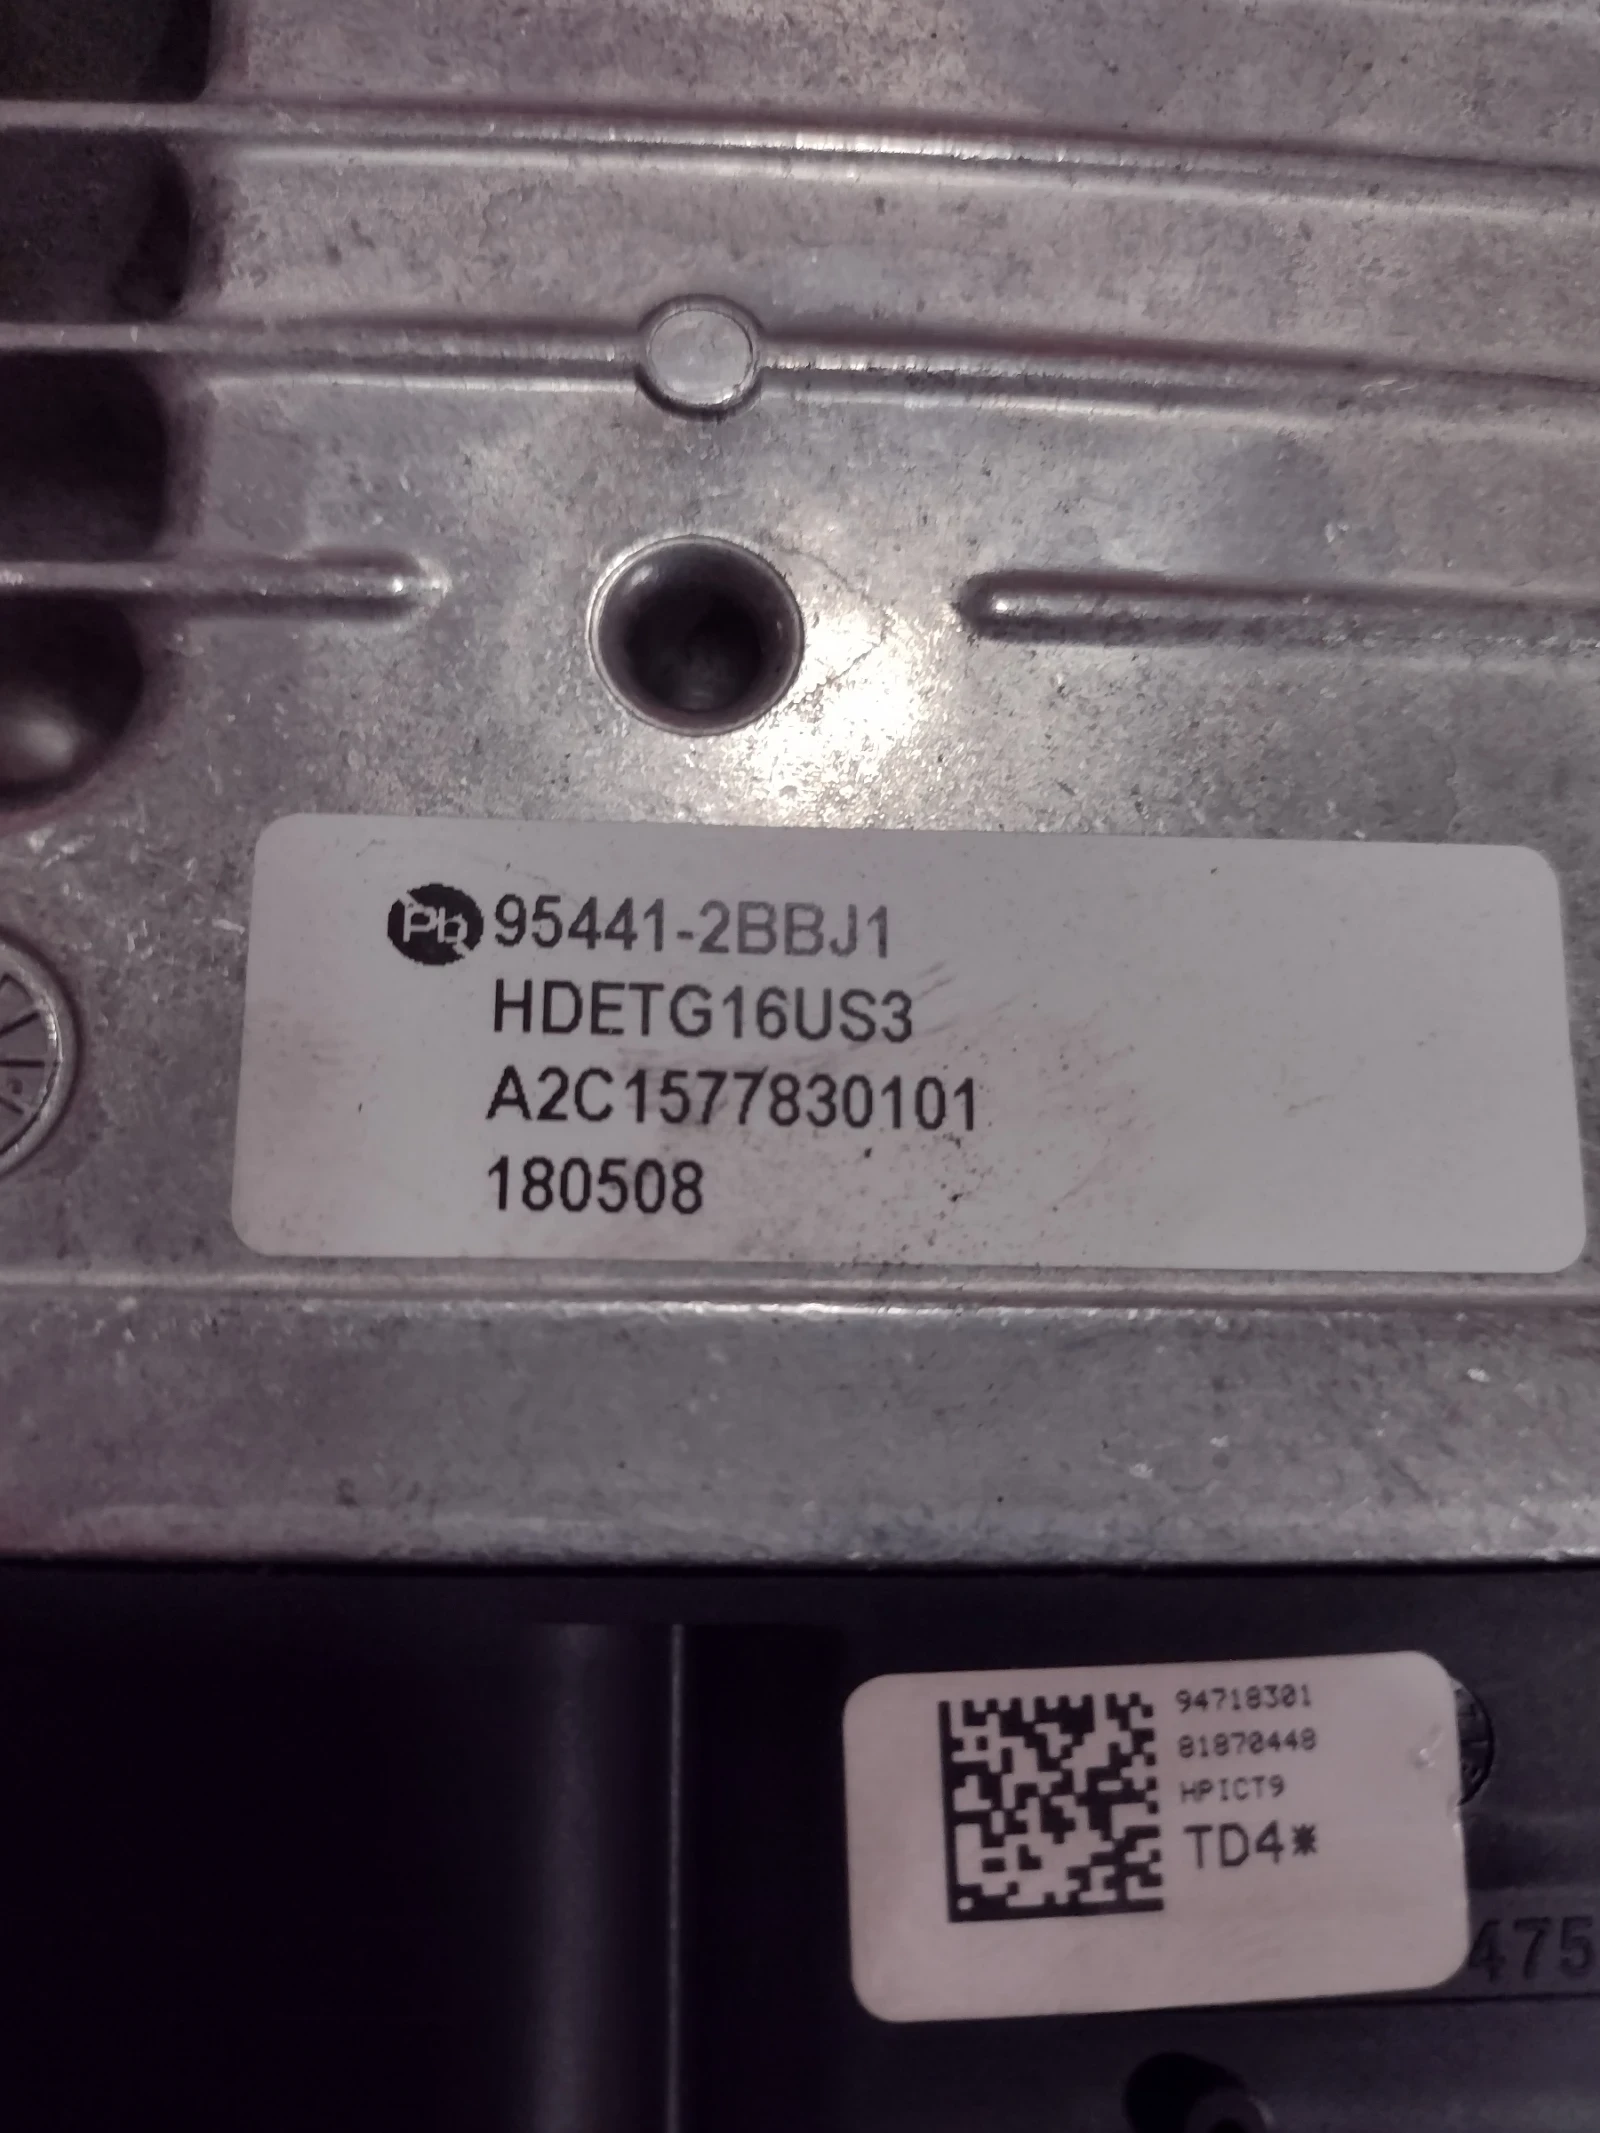 Pb 95441-2BBJ1
HDETG16US3
A2C1577830101
180508
94718301
81870448
HPICT9
TD4*
475